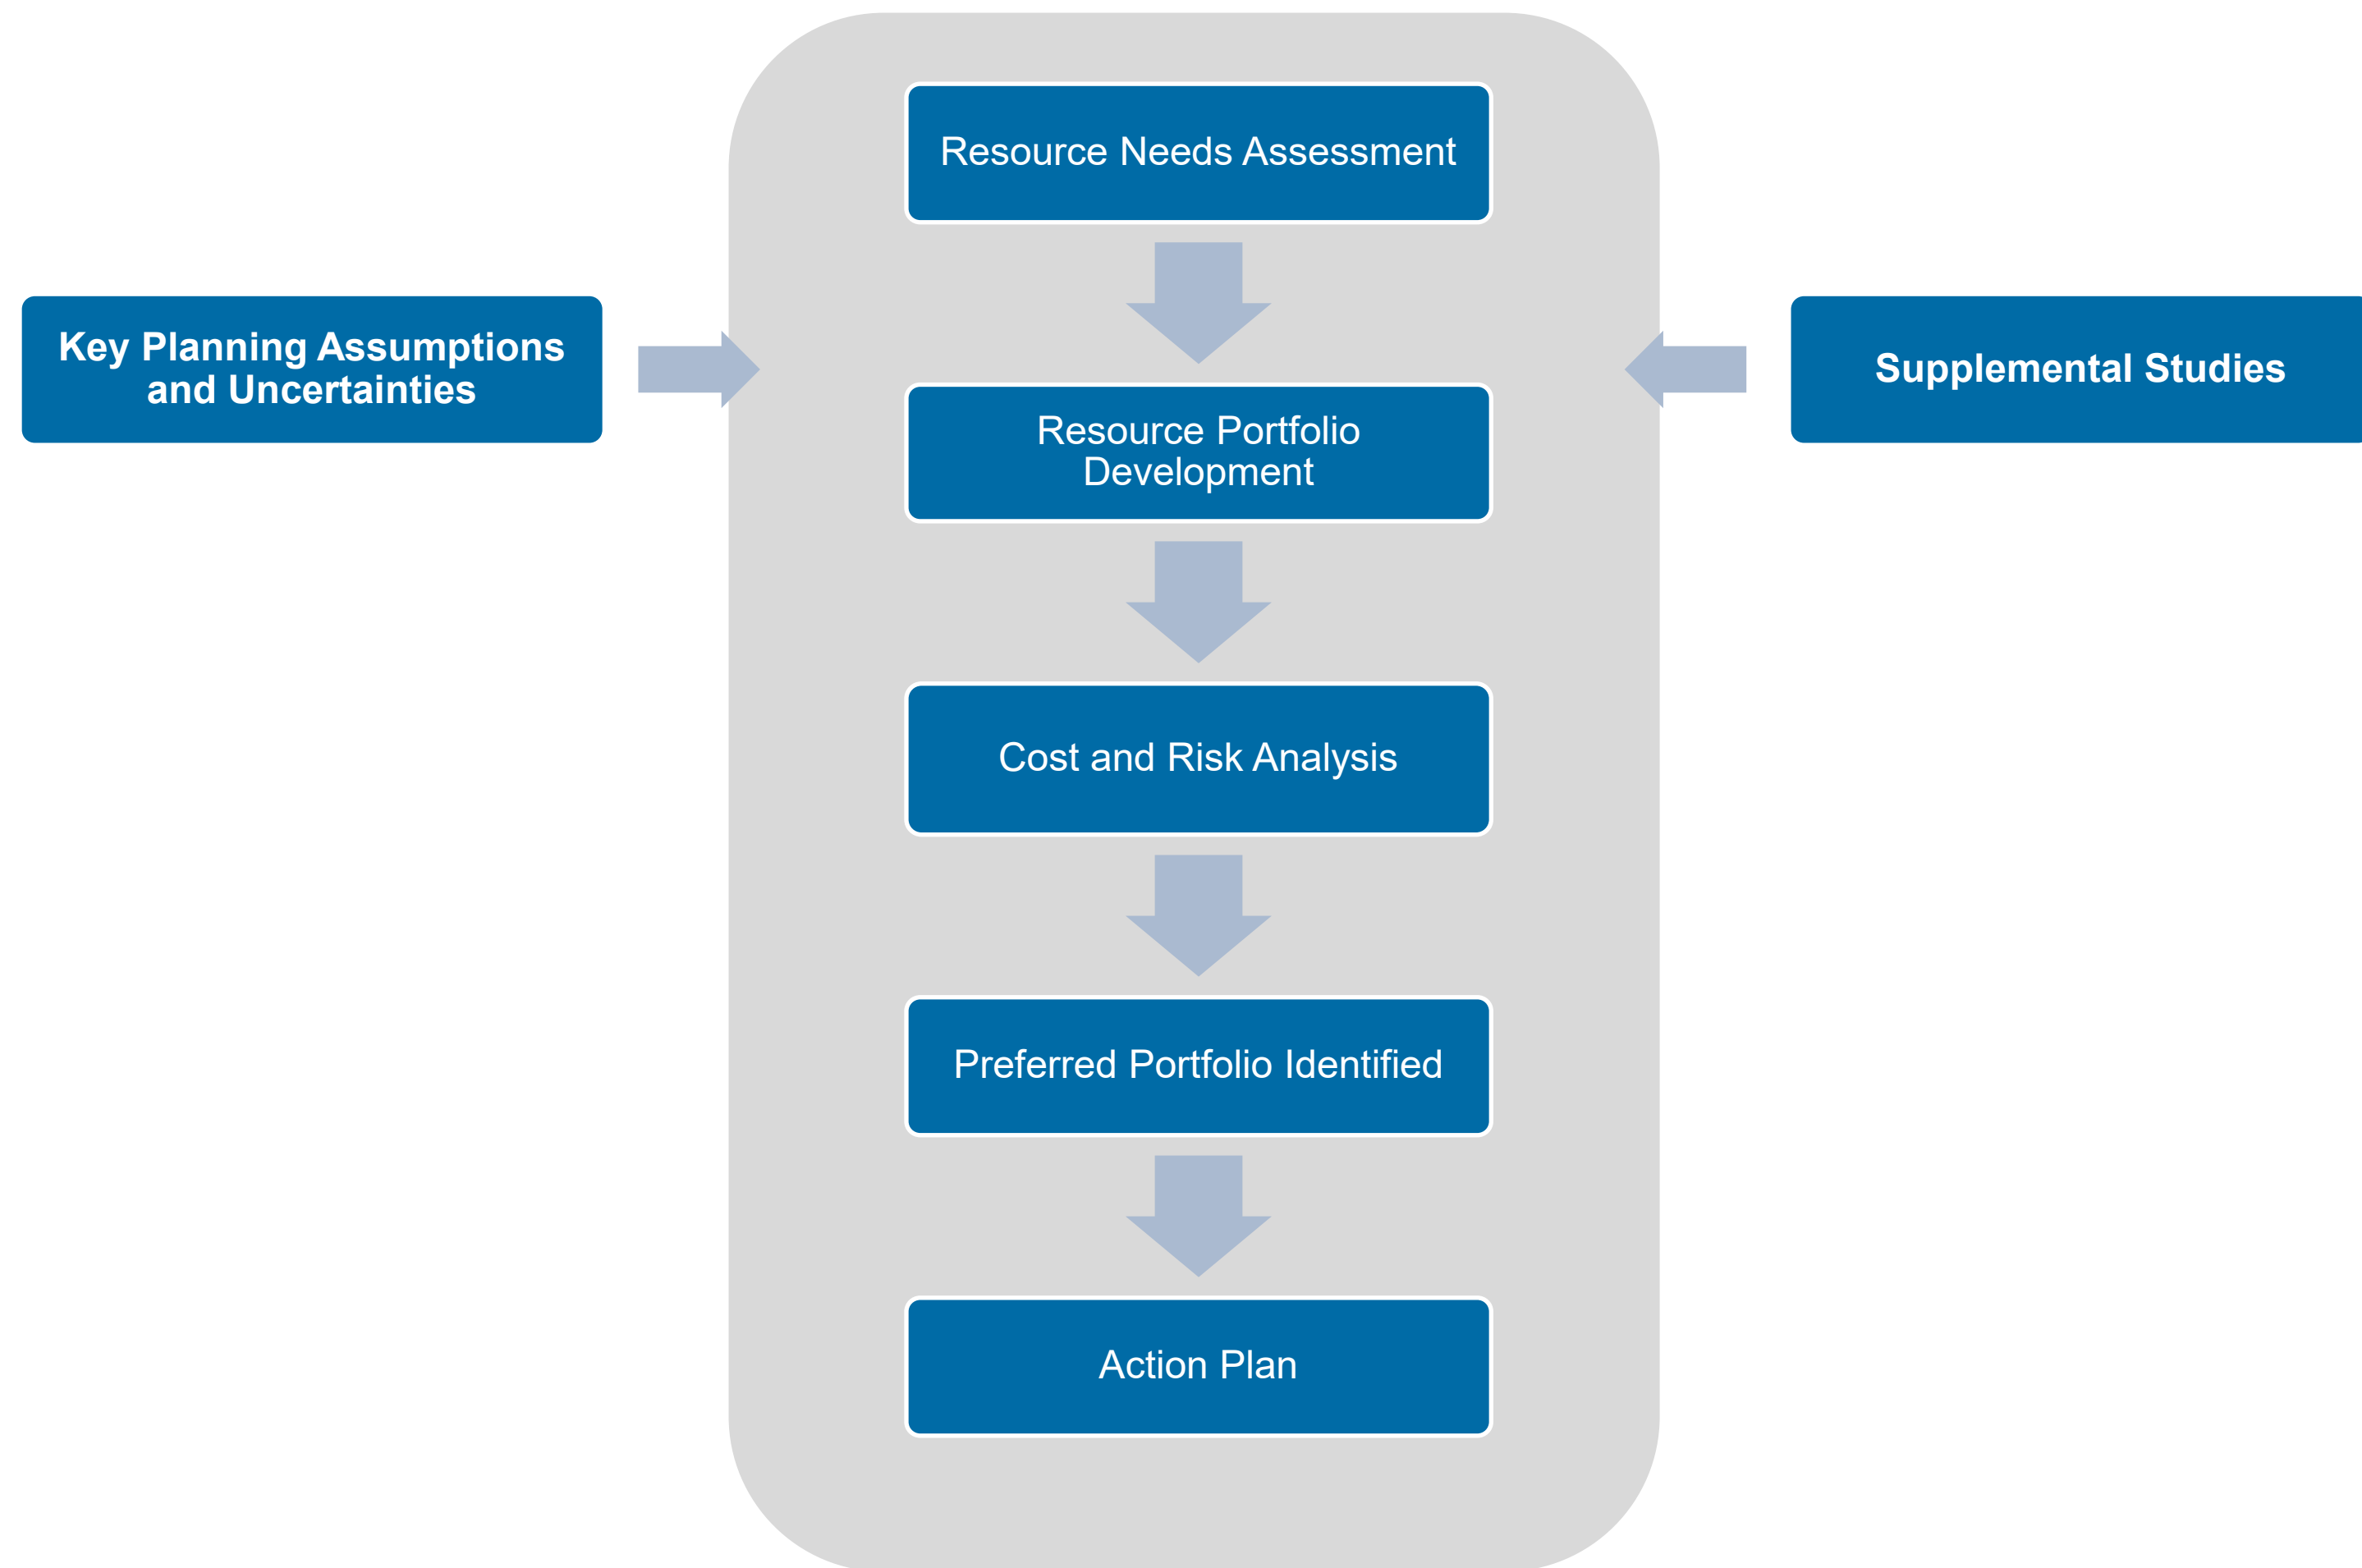 Resource Needs Assessment
Key Planning Assumptions
and Uncertainties
Supplemental Studies
Resource Portfolio
Development
Cost and Risk Analysis
Preferred Portfolio Identified
Action Plan